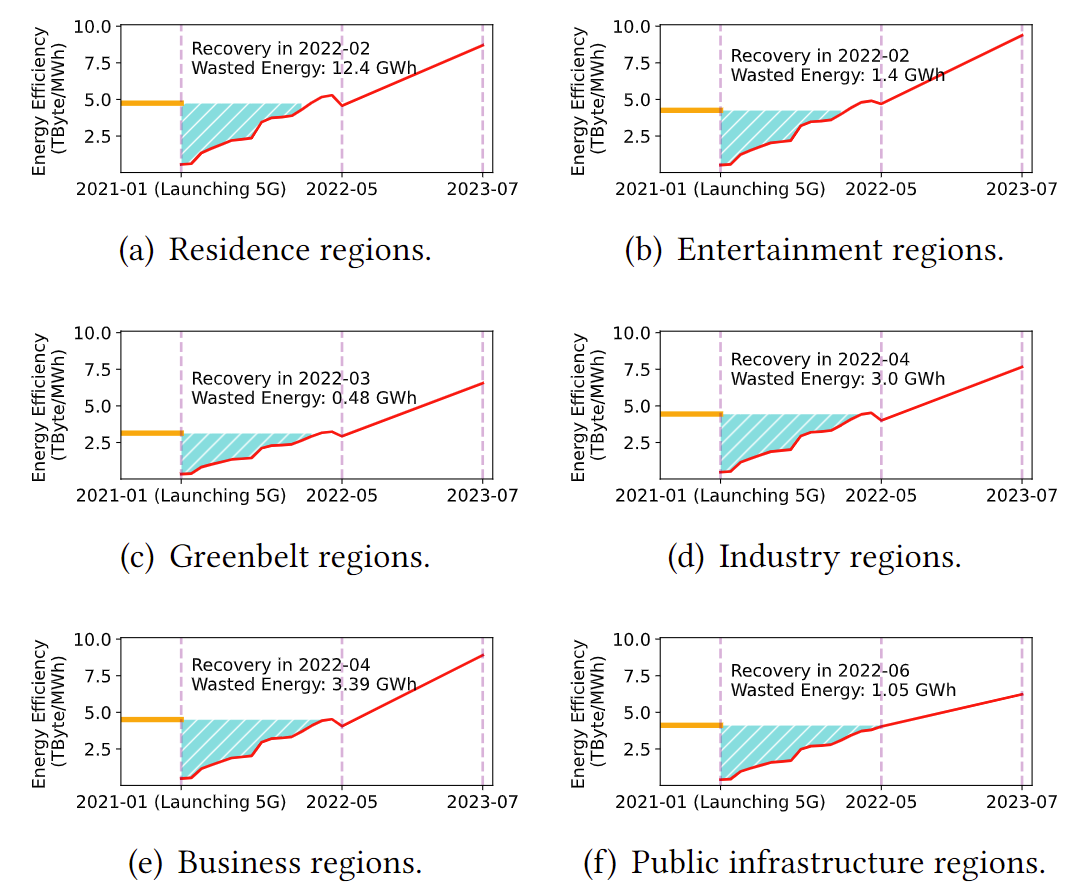 Energy Efficiency
(TByte/MWh)
10.0
7.5
5.0
2.5
Recovery in 2022-02
Wasted Energy: 12.4 GWh
2021-01 (Launching 5G)
2022-05
2023-07
(a) Residence regions.
Energy Efficiency
(TByte/MWh)
10.0
7.5
5.0
2.5
Recovery in 2022-02
Wasted Energy: 1.4 GWh
2021-01 (Launching 5G)
2022-05
2023-07
(b) Entertainment regions.
Energy Efficiency
(TByte/MWh)
10.0
7.5
5.0
2.5
Recovery in 2022-03
Wasted Energy: 0.48 GWh
2021-01 (Launching 5G)
2022-05
2023-07
(c) Greenbelt regions.
Energy Efficiency
(TByte/MWh)
10.0
7.5
5.0
2.5
Recovery in 2022-04
Wasted Energy: 3.0 GWh
2021-01 (Launching 5G)
2022-05
2023-07
(d) Industry regions.
Energy Efficiency
(TByte/MWh)
10.0
7.5
5.0
2.5
Recovery in 2022-04
Wasted Energy: 3.39 GWh
2021-01 (Launching 5G)
2022-05
2023-07
(e) Business regions.
Energy Efficiency
(TByte/MWh)
10.0
7.5
5.0
2.5
Recovery in 2022-06
Wasted Energy: 1.05 GWh
2021-01 (Launching 5G)
2022-05
2023-07
(f) Public infrastructure regions.